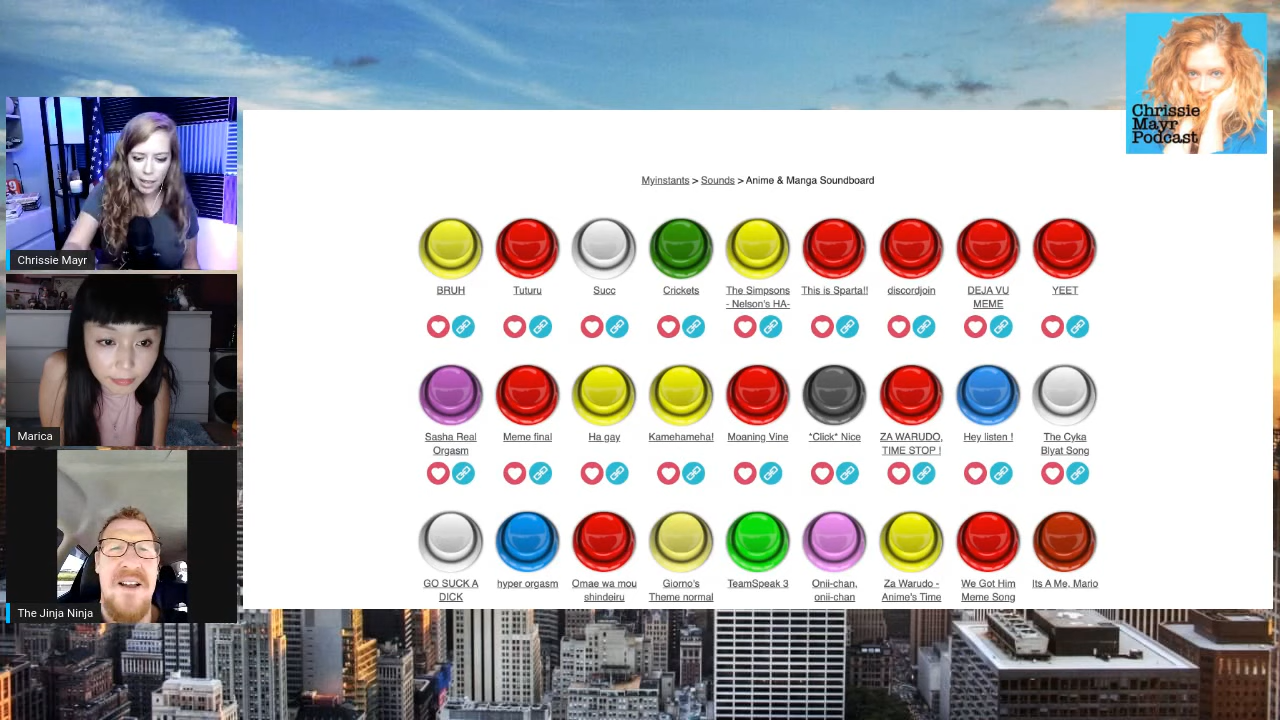 Chrissie
Mayr
Podcast
Chrissie Mayr
Marica
The Jinja Ninja
Myinstants > Sounds > Anime & Manga Soundboard
BRUH
Tuturu
Succ
Crickets
The Simpsons
- Nelson's HA-
This is Sparta!!
discordjoin
DEJA VU
MEME
YEET
Sasha Real
Orgasm
Meme final
Ha gay
Kamehameha!
Moaning Vine
*Click* Nice
ZA WARUDO,
TIME STOP !
Hey listen !
The Cyka
Blyat Song
GO SUCK A
DICK
hyper orgasm
Omae wa mou
shindeiru
Giorno's
Theme normal
TeamSpeak 3
Onii-chan,
onii-chan
Za Warudo -
Anime's Time
We Got Him
Meme Song
Its A Me, Mario